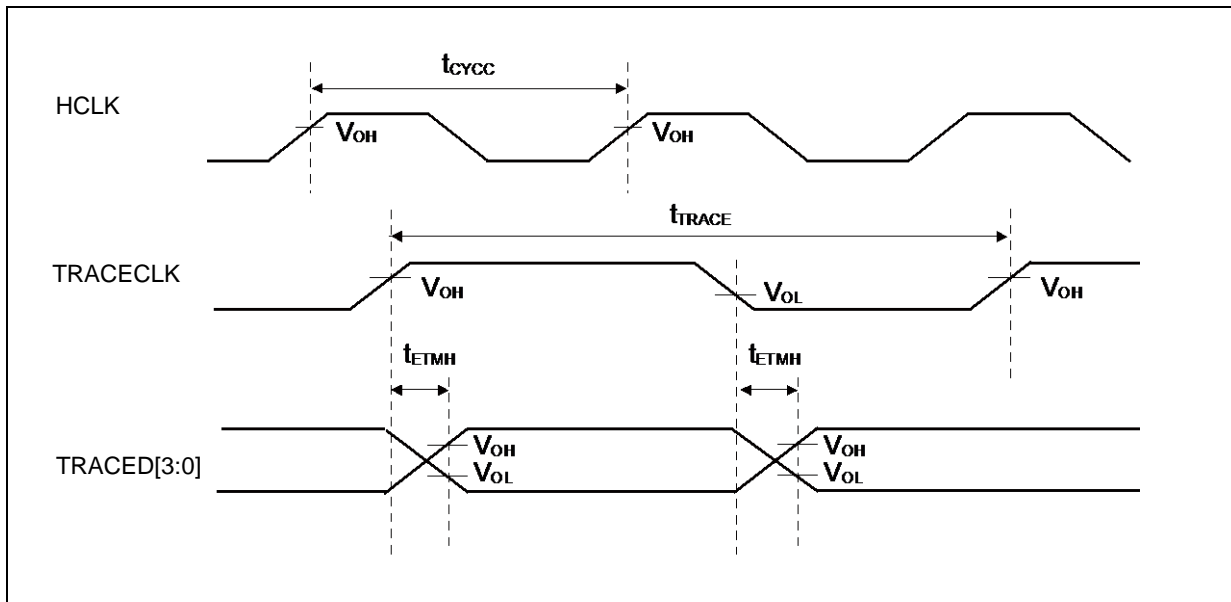 tCYCC
HCLK
VOH
VOH
tTRACE
TRACECLK
VOH
VOL
VOH
tETMH
tETMH
TRACED[3:0]
VOH
VOH
VOL
VOL